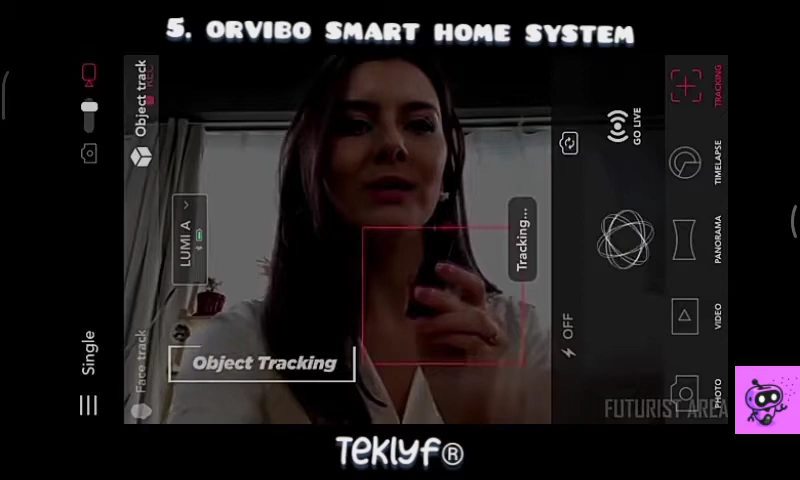 5. ORVIBO SMART HOME SYSTEM
Object track
REC
Single
Face track
LUMI A
Object Tracking
Tracking...
OFF
GO LIVE
TRACKING
TIMELAPSE
PANORAMA
VIDEO
PHOTO
FUTURIST AREA
Teklyf®